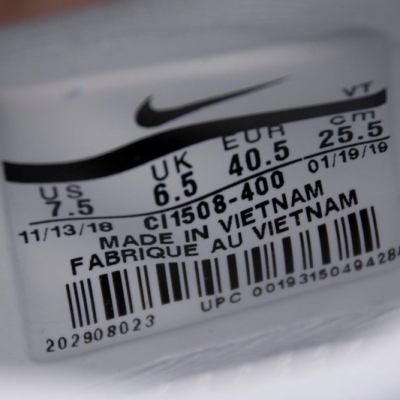 VT
US UK EUR cm
7.5 6.5 40.5 25.5
11/13/18 CI1508-400 01/19/19
MADE IN VIETNAM
FABRIQUE AU VIETNAM
202908023 UPC 00193150494284